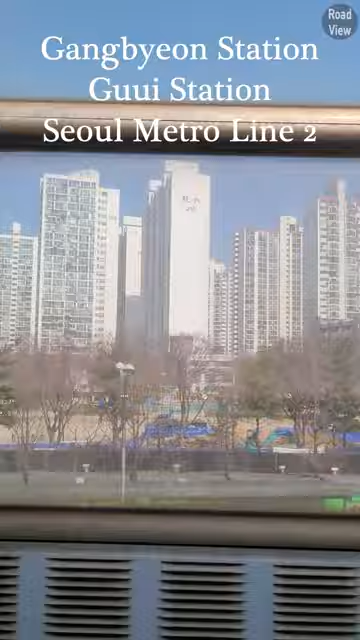 Road
View
Gangbyeon Station
Guui Station
Seoul Metro Line 2